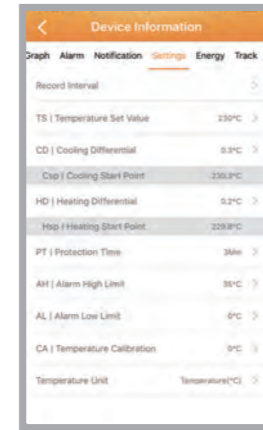 Device Information
Graph Alarm Notification Settings Energy Track
Record Interval
TS | Temperature Set Value 230°C
CD | Cooling Differential 0.3°C
Csp | Cooling Start Point 230.3°C
HD | Heating Differential 0.2°C
Hsp | Heating Start Point 229.8°C
PT | Protection Time 3Min
AH | Alarm High Limit 35°C
AL | Alarm Low Limit 0°C
CA | Temperature Calibration 0°C
Temperature Unit Temperature(°C)